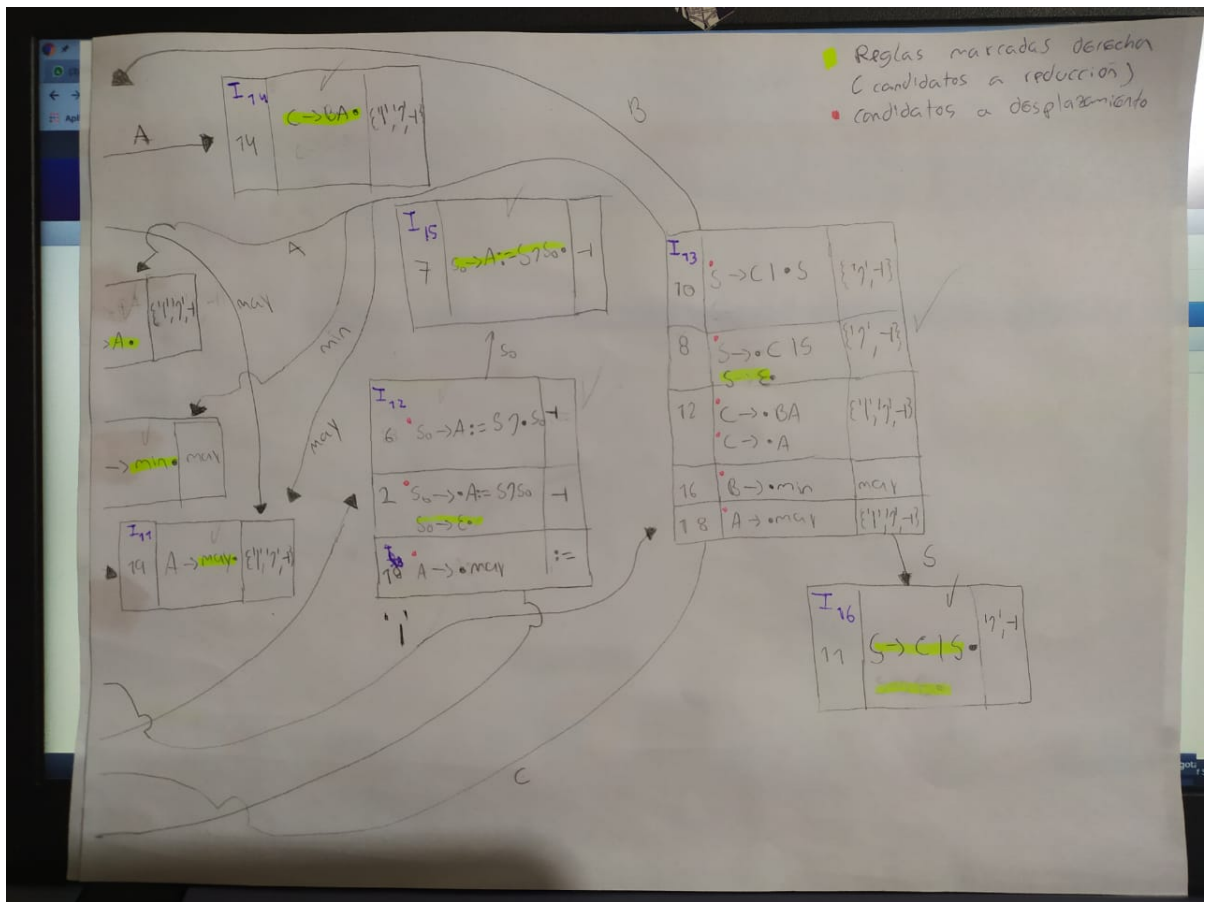 Reglas marcadas derecha
(candidatos a reducción)
candidatos a desplazamiento
B
A
I14
14
C→BA•
{'|','?',⊣}
I15
7
S0→A:=S?S0•
⊣
I13
10
S→C|•S
{'?',⊣}
8
S→•C|S
S→ε•
{'?',⊣}
12
C→•BA
C→•A
{'|','?',⊣}
16
B→•min
may
18
A→•may
{'|','?',⊣}
A
may
min
may
→A•
{'|','?',⊣}
→min•
may
I11
19
A→may•
{'|','?',⊣}
S0
I12
6
S0→A:=S?•S0
⊣
2
S0→•A:=S?S0
S0→ε•
⊣
18
A→•may
:=
'|'
S
I16
11
S→C|S•
'?',⊣
C